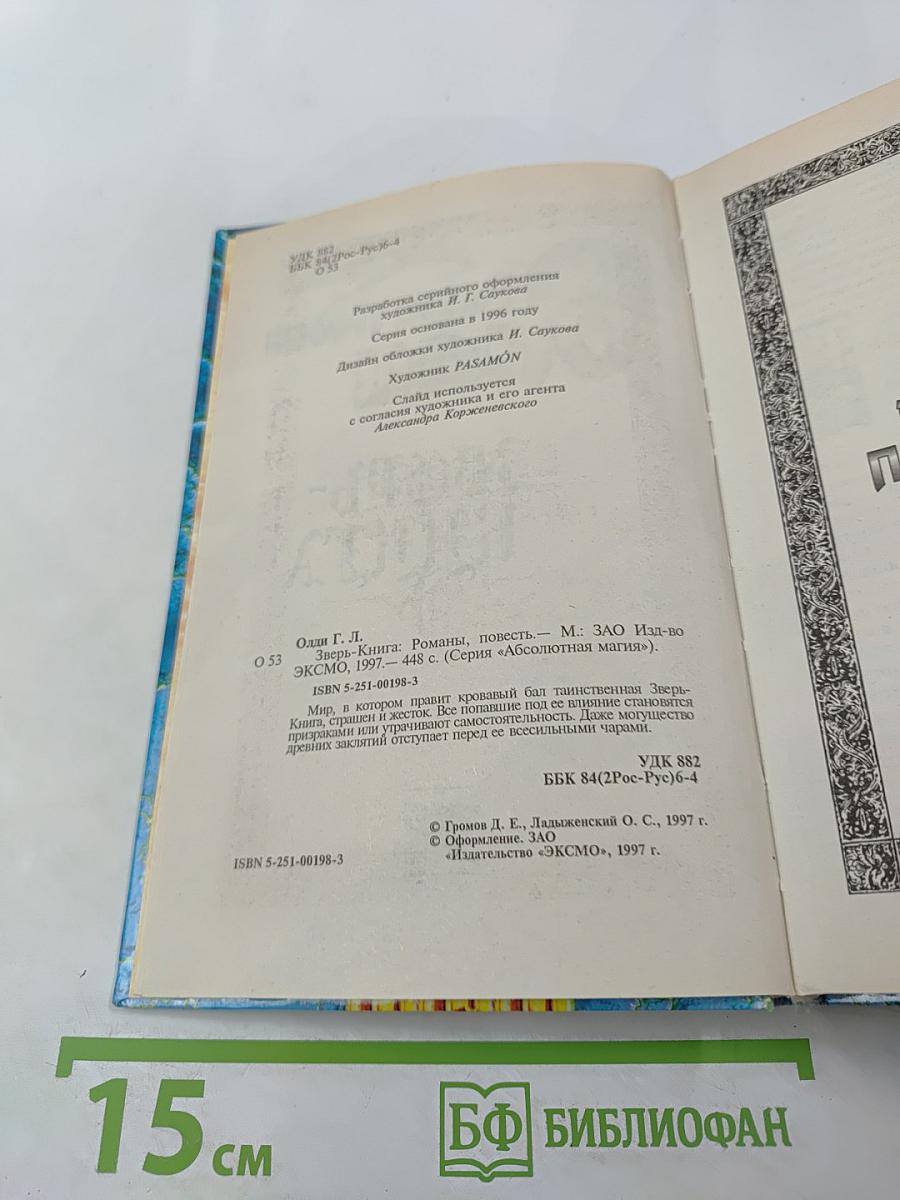 УДК 882
ББК 84(2Рос-Рус)6-4
О 53
Разработка серийного оформления
художника И. Г. Саукова
Серия основана в 1996 году
Дизайн обложки художника И. Саукова
Художник PASAMÓN
Слайд используется
с согласия художника и его агента
Александра Корженевского
Олди Г. Л.
О 53 Зверь-Книга: Романы, повесть.— М.: ЗАО Изд-во
ЭКСМО, 1997.— 448 с. (Серия «Абсолютная магия»).
ISBN 5-251-00198-3
Мир, в котором правит кровавый бал таинственная Зверь-
Книга, страшен и жесток. Все попавшие под ее влияние становятся
призраками или утрачивают самостоятельность. Даже могущество
древних заклятий отступает перед ее всесильными чарами.
УДК 882
ББК 84(2Рос-Рус)6-4
© Громов Д. Е., Ладыженский О. С., 1997 г.
© Оформление. ЗАО
«Издательство «ЭКСМО», 1997 г.
ISBN 5-251-00198-3
15 см
БФ БИБЛИОФАН